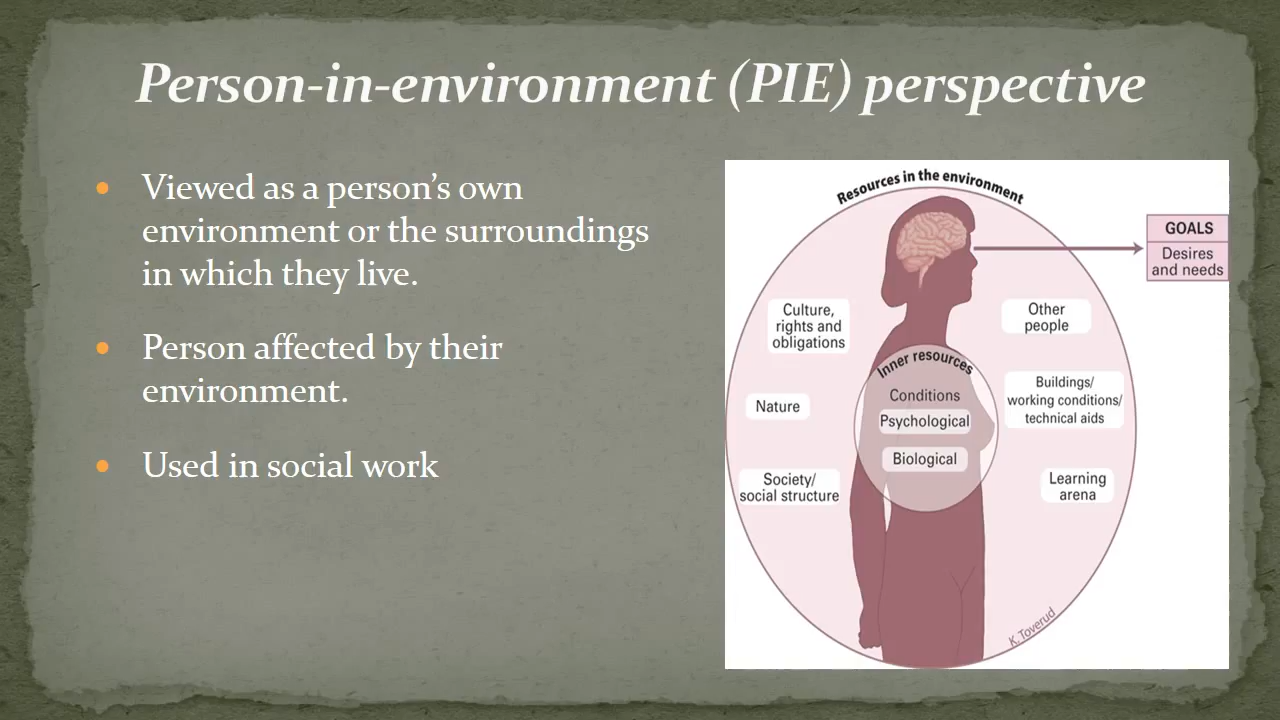 Person-in-environment (PIE) perspective
Viewed as a person’s own
environment or the surroundings
in which they live.
Person affected by their
environment.
Used in social work
Resources in the environment
GOALS
Desires
and needs
Culture,
rights and
obligations
Other
people
Inner resources
Conditions
Psychological
Biological
Nature
Buildings/
working conditions/
technical aids
Society/
social structure
Learning
arena
K. Toverud